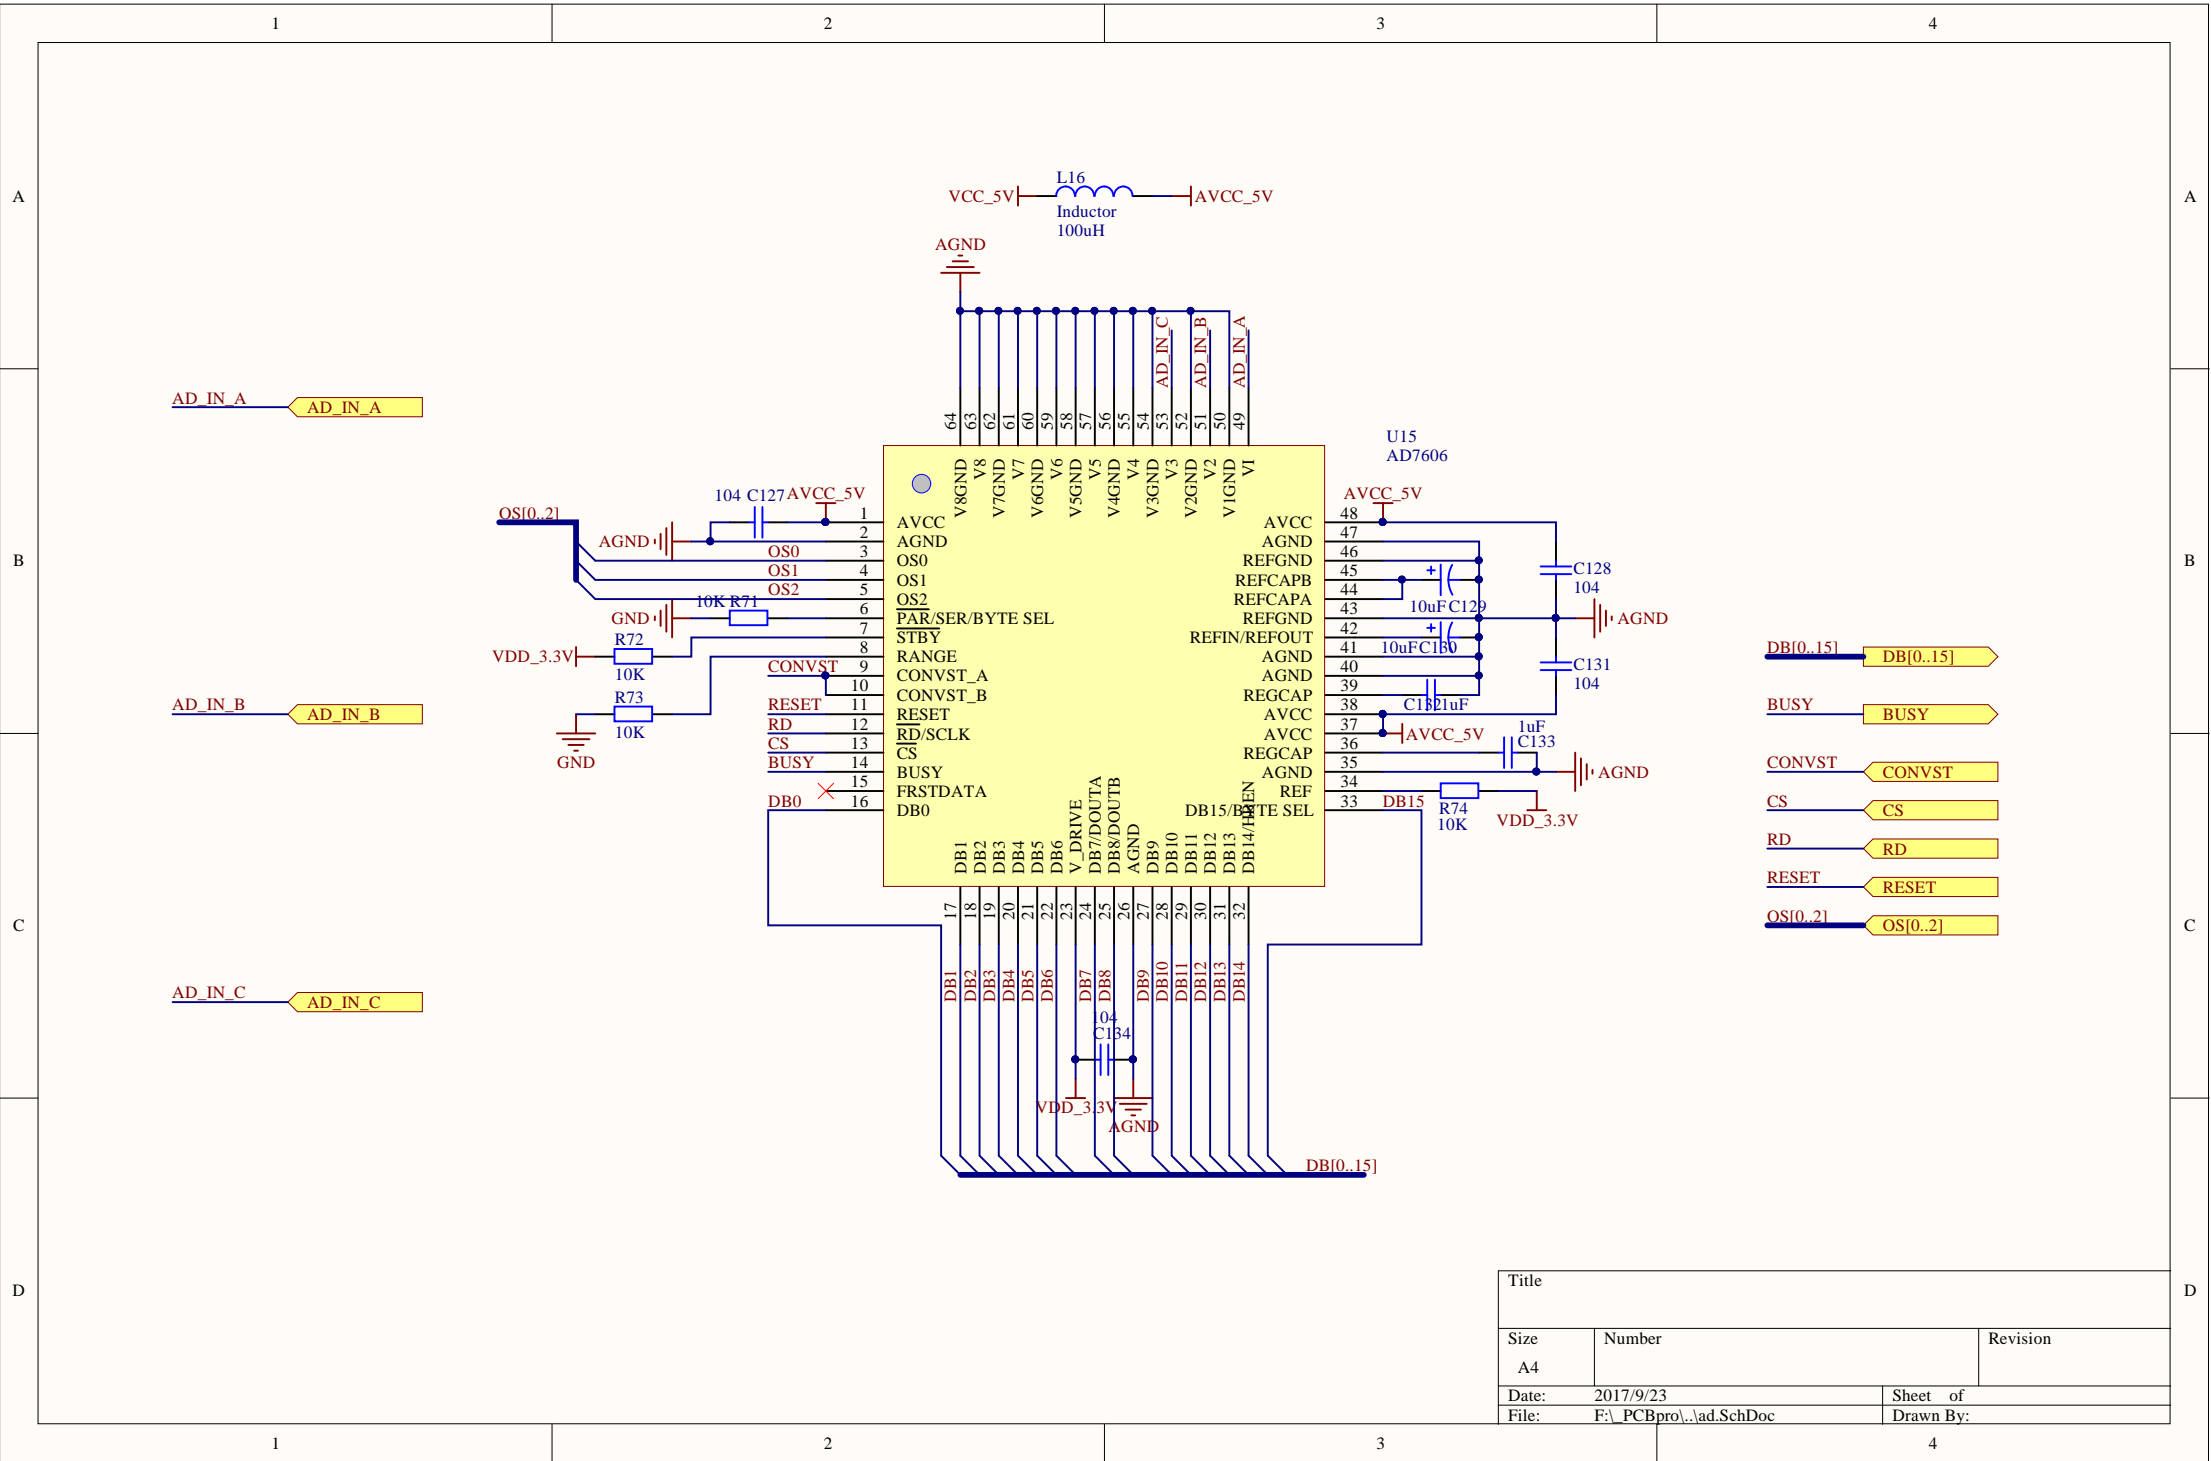 1 2 3 4
A A
L16
VCC_5V AVCC_5V
Inductor
100uH
AGND
AD_IN_C AD_IN_B AD_IN_A
AD_IN_A AD_IN_A
64 63 62 61 60 59 58 57 56 55 54 53 52 51 50 49
U15
AD7606
V8GND V8 V7GND V7 V6GND V6 V5GND V5 V4GND V4 V3GND V3 V2GND V2 V1GND VI
104 C127 AVCC_5V
AVCC_5V
OS[0..2]
1 AVCC AVCC 48
AGND 2 AGND AGND 47
B B
OS0 3 OS0 REFGND 46
OS1 4 OS1 REFCAPB 45 +
C128
104
OS2 5 OS2 REFCAPA 44
10K R71
10uF C129
GND 6 PAR/SER/BYTE SEL REFGND 43 AGND
7 STBY REFIN/REFOUT 42 +
R72
10uF C130
VDD_3.3V 8 RANGE AGND 41
10K
CONVST 9 CONVST_A AGND 40
C131
104
10 CONVST_B REGCAP 39
R73
C132 1uF
RESET 11 RESET AVCC 38
RD 12 RD/SCLK AVCC 37 AVCC_5V
10K
1uF
C133
CS 13 CS REGCAP 36
GND
BUSY 14 BUSY AGND 35 AGND
15 FRSTDATA REF 34
DB0 16 DB0 DB15/BYTE SEL 33 DB15
R74
10K
VDD_3.3V
DB1 DB2 DB3 DB4 DB5 DB6 V_DRIVE DB7/DOUTA DB8/DOUTB AGND DB9 DB10 DB11 DB12 DB13 DB14/HBEN
17 18 19 20 21 22 23 24 25 26 27 28 29 30 31 32
AD_IN_B AD_IN_B
DB[0..15] DB[0..15]
BUSY BUSY
CONVST CONVST
CS CS
RD RD
RESET RESET
OS[0..2] OS[0..2]
C C
DB1 DB2 DB3 DB4 DB5 DB6 DB7 DB8 DB9 DB10 DB11 DB12 DB13 DB14
AD_IN_C AD_IN_C
104
C134
VDD_3.3V
AGND
DB[0..15]
D D
Title
Size Number Revision
A4
Date: 2017/9/23 Sheet of
File: F:\_PCBpro\..\ad.SchDoc Drawn By:
1 2 3 4